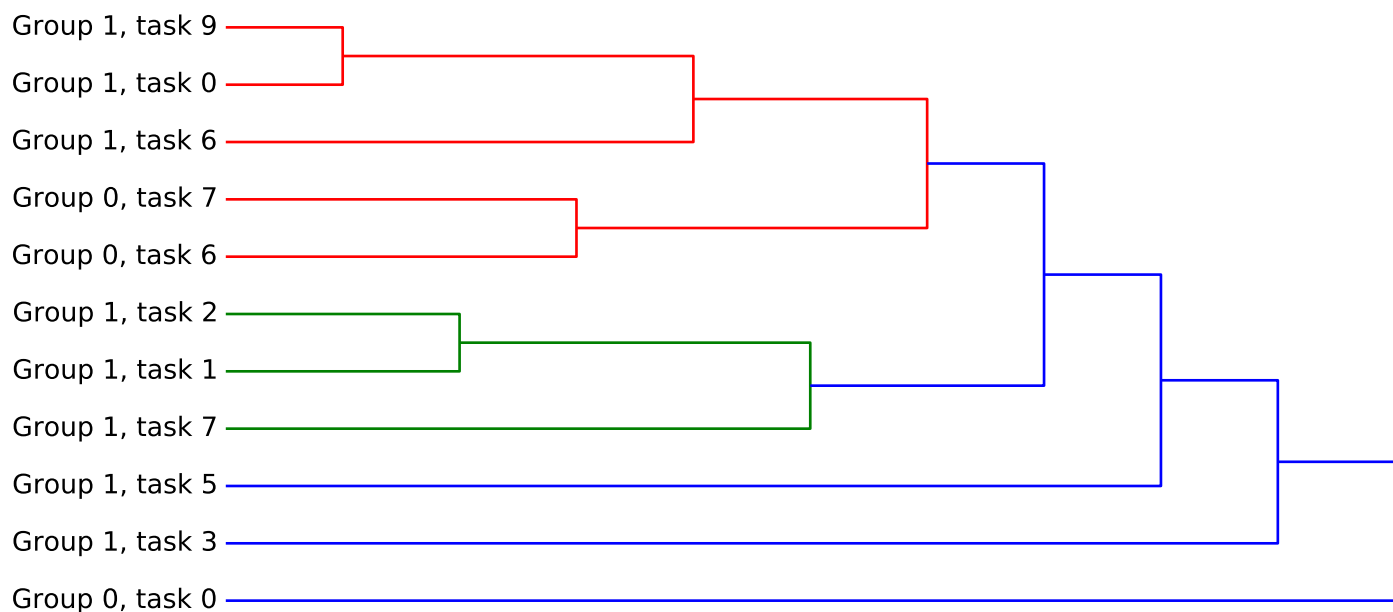 Group 1, task 9
Group 1, task 0
Group 1, task 6
Group 0, task 7
Group 0, task 6
Group 1, task 2
Group 1, task 1
Group 1, task 7
Group 1, task 5
Group 1, task 3
Group 0, task 0